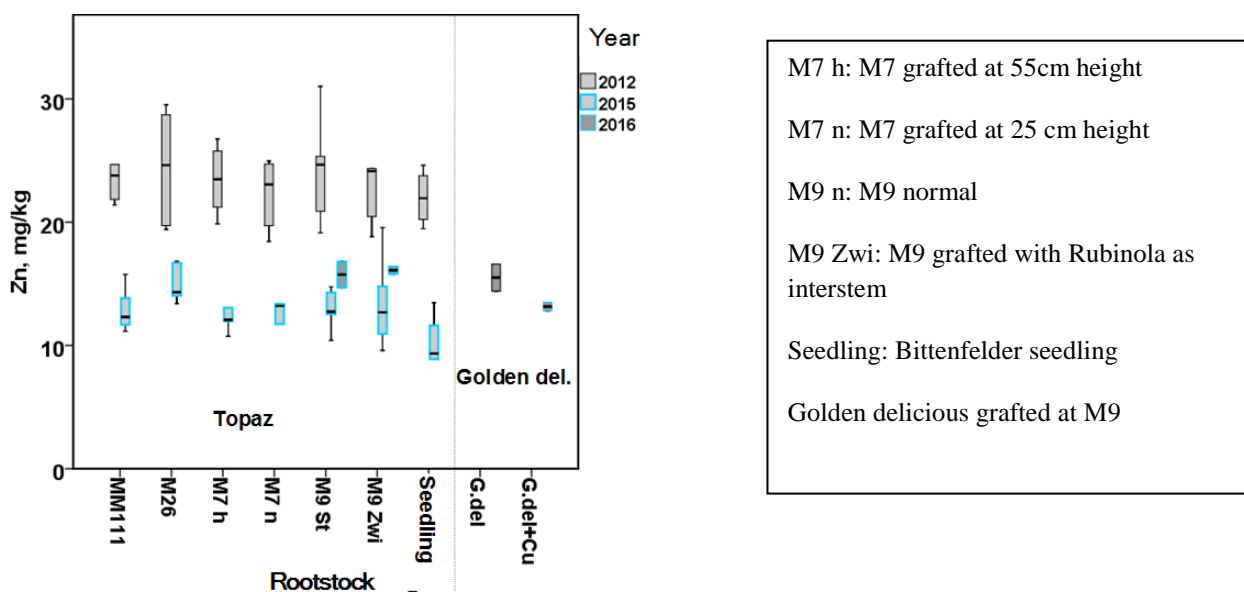 Year
2012
2015
2016
30
20
10
0
Zn, mg/kg
Golden del.
Topaz
MM111
M26
M7 h
M7 n
M9 St
M9 Zwi
Seedling
G.del
G.del+Cu
Rootstock
M7 h: M7 grafted at 55cm height
M7 n: M7 grafted at 25 cm height
M9 n: M9 normal
M9 Zwi: M9 grafted with Rubinola as
interstem
Seedling: Bittenfelder seedling
Golden delicious grafted at M9